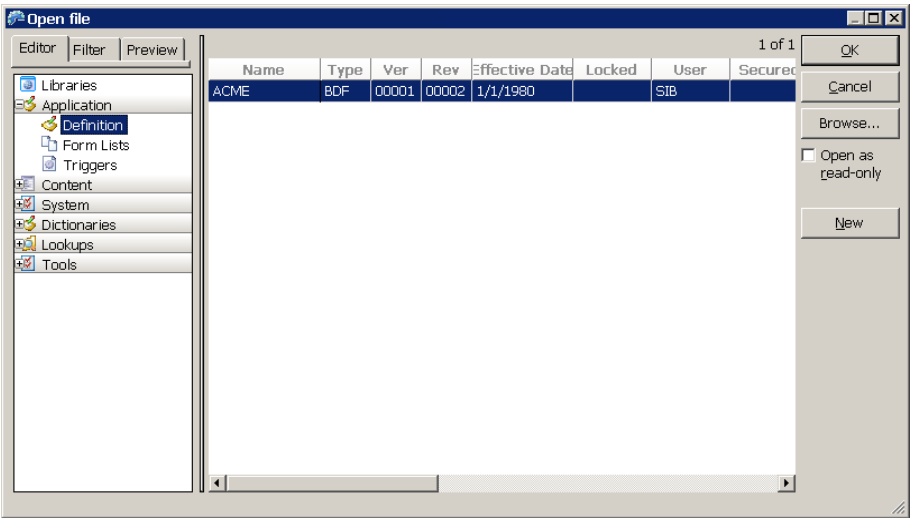 Open file
Editor Filter Preview
1 of 1
OK
Name Type Ver Rev Effective Date Locked User Secured
Libraries
ACME BDF 00001 00002 1/1/1980 SIB
Cancel
Application
Definition
Browse...
Form Lists
Open as
read-only
Triggers
Content
System
Dictionaries
New
Lookups
Tools